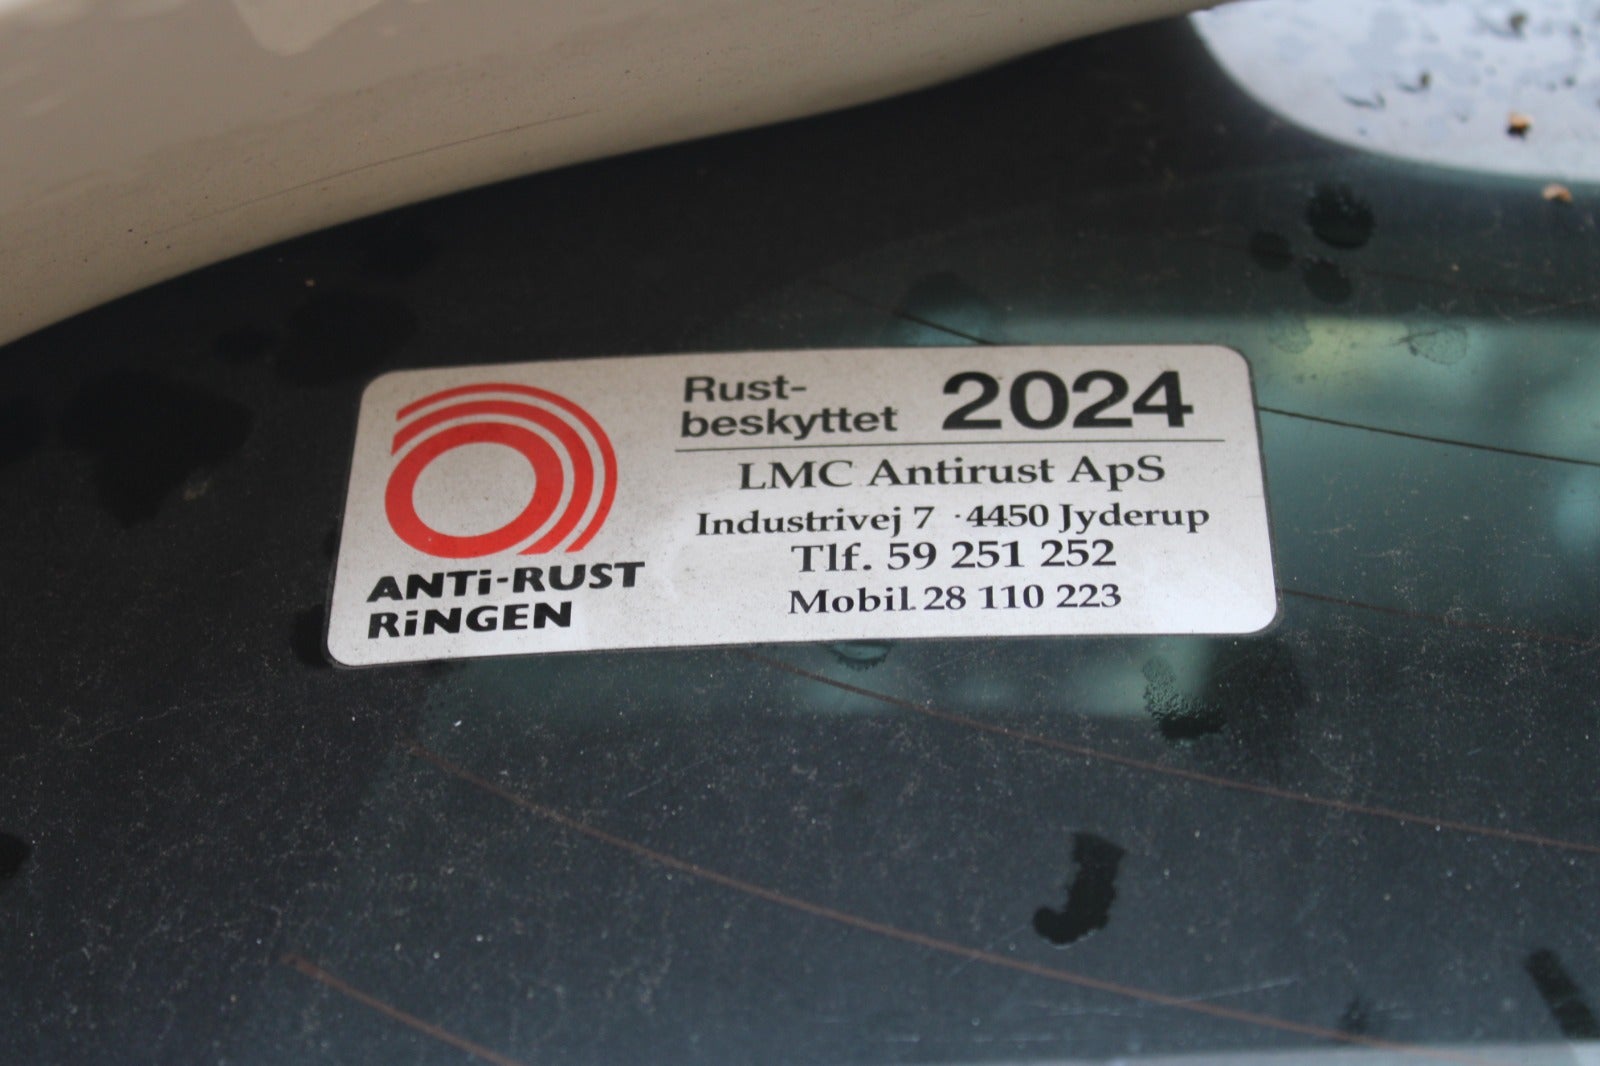 Rust-
beskyttet 2024
LMC Antirust ApS
Industrivej 7 · 4450 Jyderup
Tlf. 59 251 252
Mobil 28 110 223
ANTi-RUST
RiNGEN